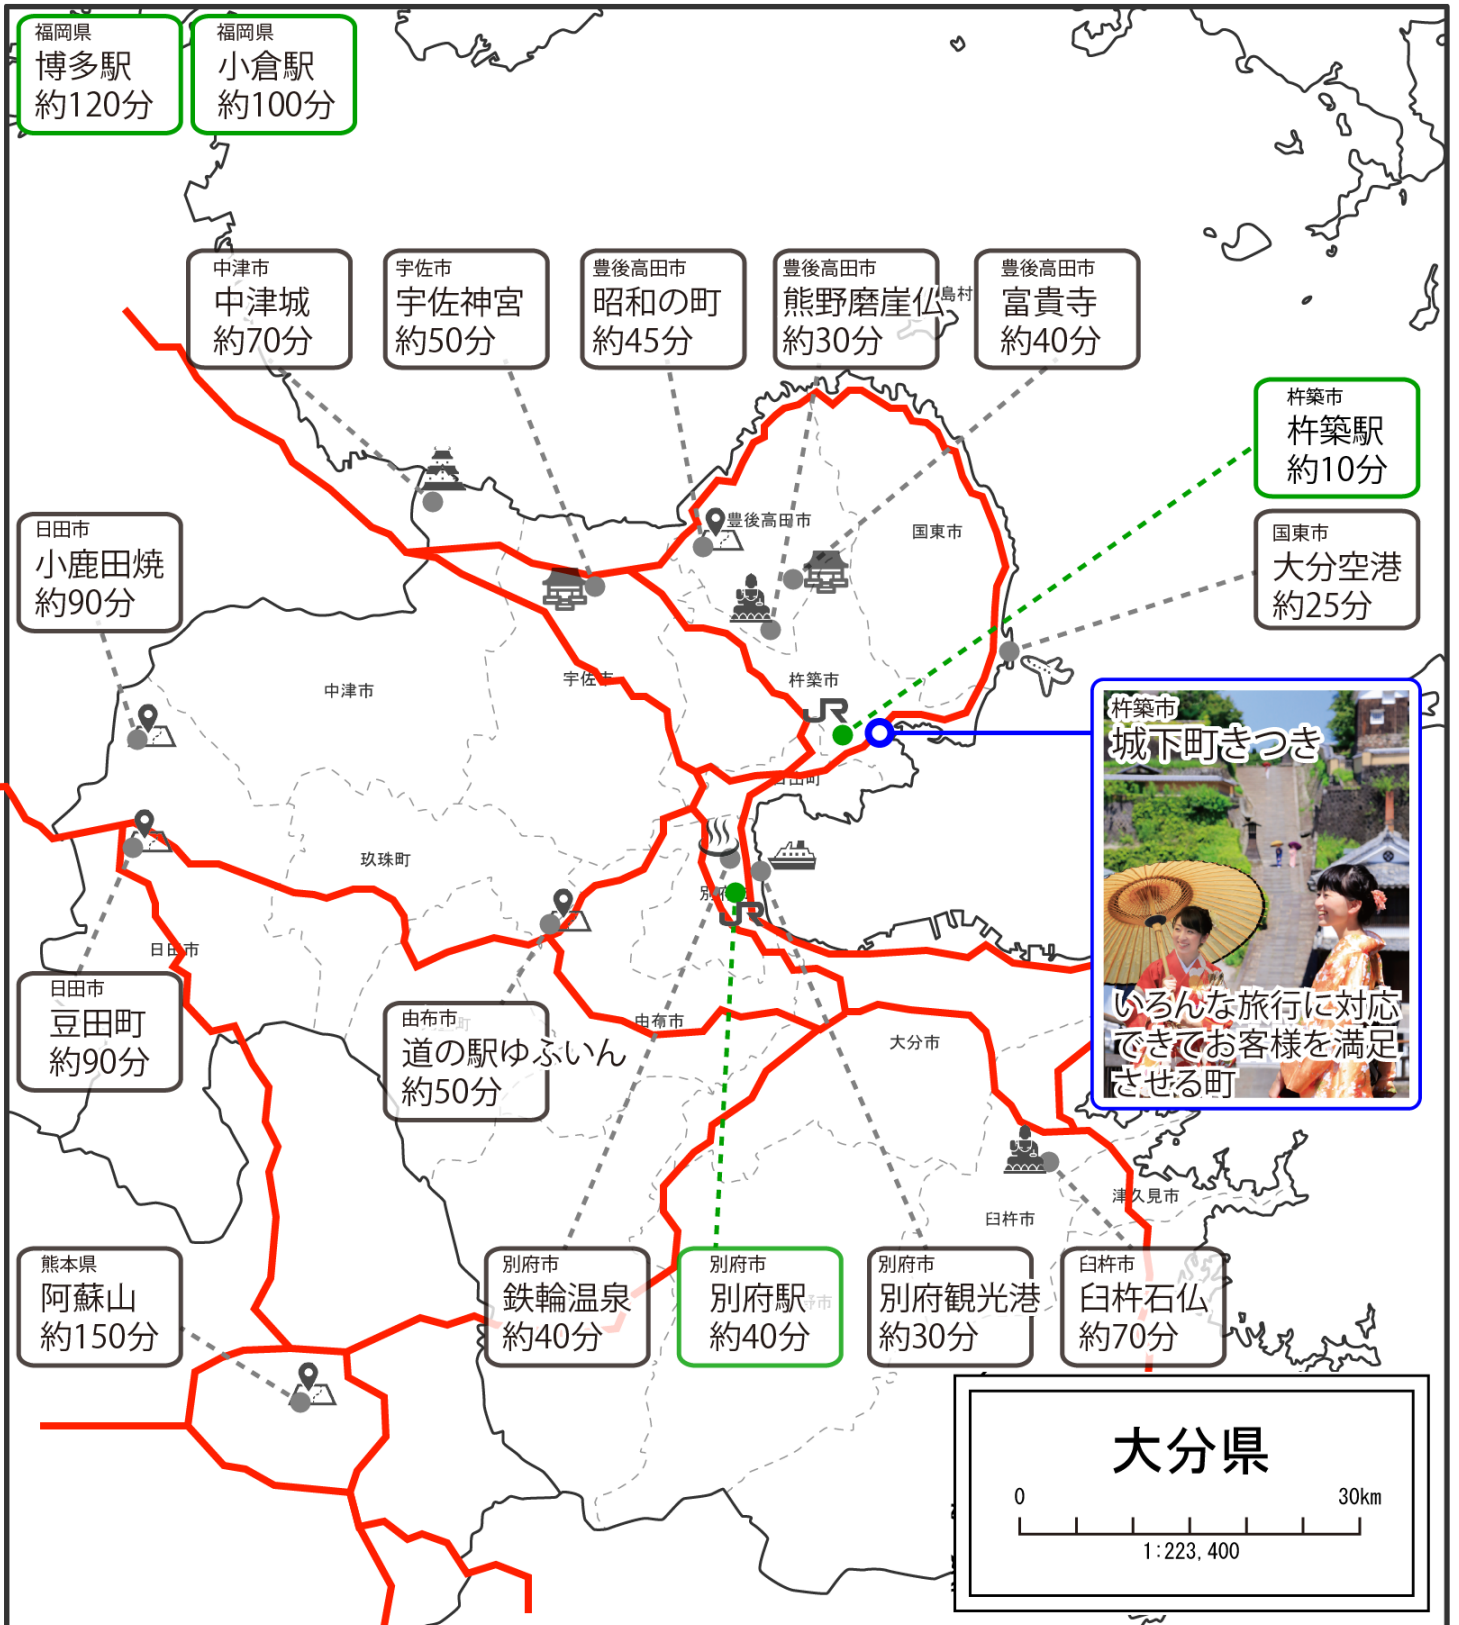 福岡県
博多駅
約120分
福岡県
小倉駅
約100分
中津市
中津城
約70分
宇佐市
宇佐神宮
約50分
豊後高田市
昭和の町
約45分
豊後高田市
熊野磨崖仏
約30分
島村
豊後高田市
富貴寺
約40分
杵築市
杵築駅
約10分
日田市
小鹿田焼
約90分
豊後高田市
国東市
国東市
大分空港
約25分
中津市
宇佐市
杵築市
JR
日出町
杵築市
城下町きつき
いろんな旅行に対応
できてお客様を満足
させる町
玖珠町
別府市
JR
日田市
日田市
豆田町
約90分
由布市
道の駅ゆふいん
約50分
由布市
大分市
津久見市
臼杵市
熊本県
阿蘇山
約150分
別府市
鉄輪温泉
約40分
別府市
別府駅
約40分
別府市
別府観光港
約30分
臼杵市
臼杵石仏
約70分
大分県
0 30km
1:223,400